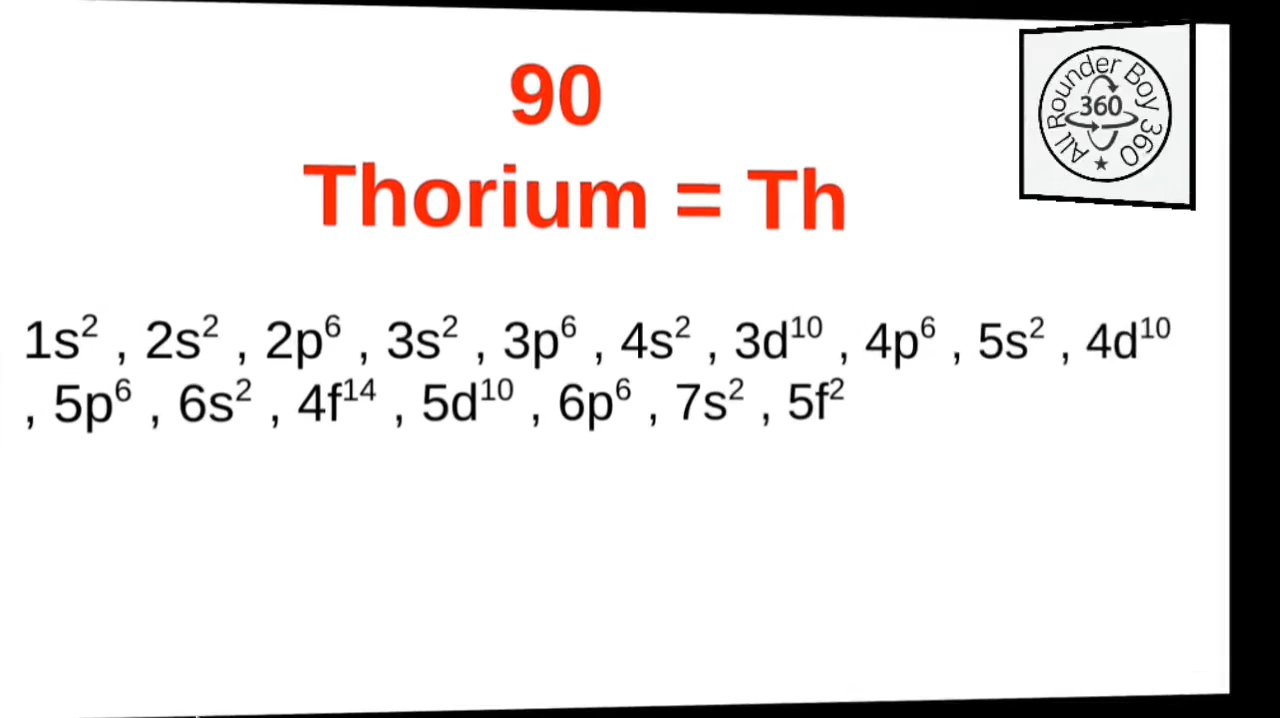 90
Thorium = Th
1s² , 2s² , 2p⁶ , 3s² , 3p⁶ , 4s² , 3d¹⁰ , 4p⁶ , 5s² , 4d¹⁰
, 5p⁶ , 6s² , 4f¹⁴ , 5d¹⁰ , 6p⁶ , 7s² , 5f²
All Rounder Boy 360
360